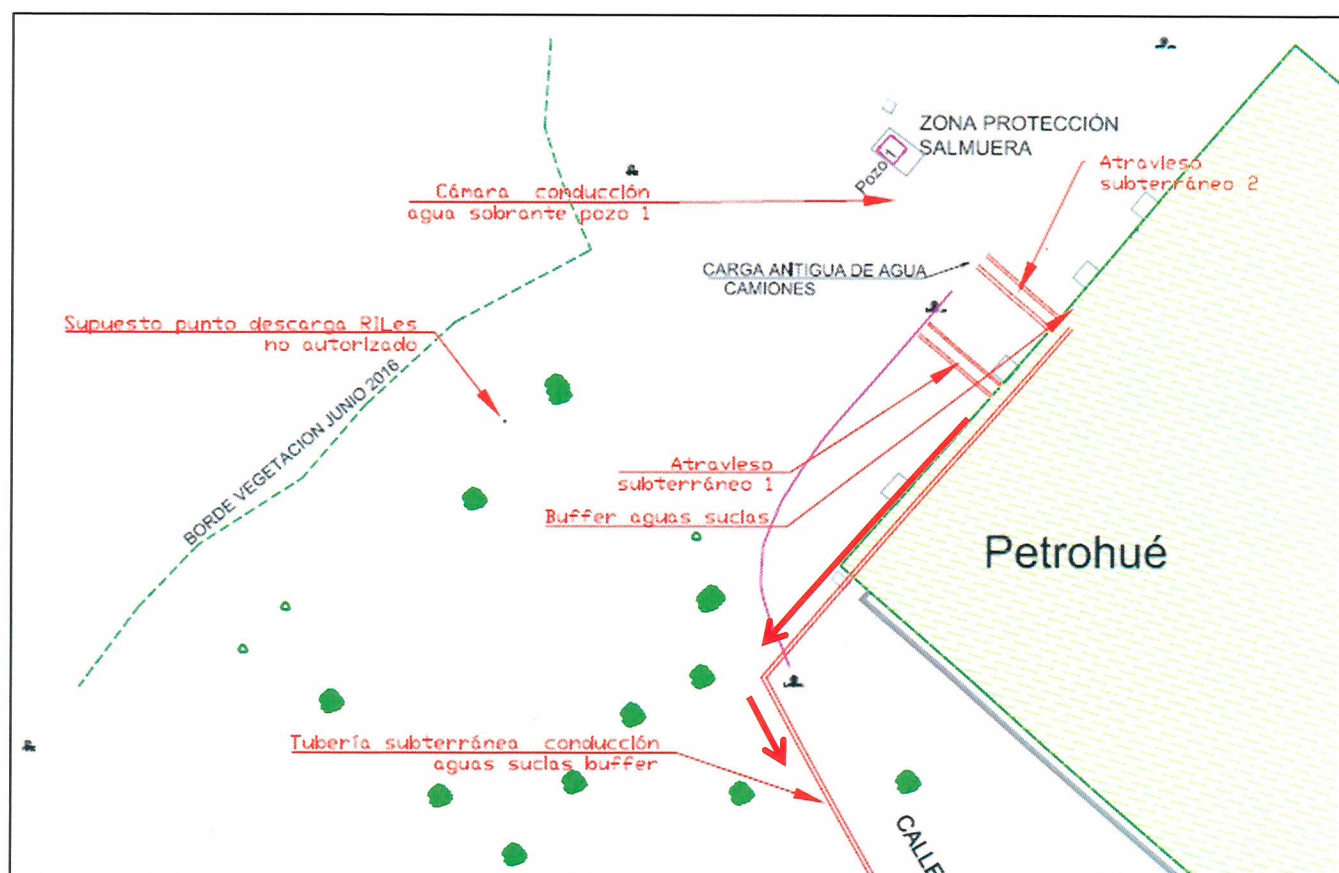 ZONA PROTECCIÓN
SALMUERA
Pozo 1
Atravieso
subterráneo 2
Cámara conducción
agua sobrante pozo 1
CARGA ANTIGUA DE AGUA
CAMIONES
Supuesto punto descarga RILes
no autorizado
BORDE VEGETACION JUNIO 2016
Atravieso
subterráneo 1
Buffer aguas sucias
Petrohué
Tubería subterránea conducción
aguas sucias buffer
CALLE